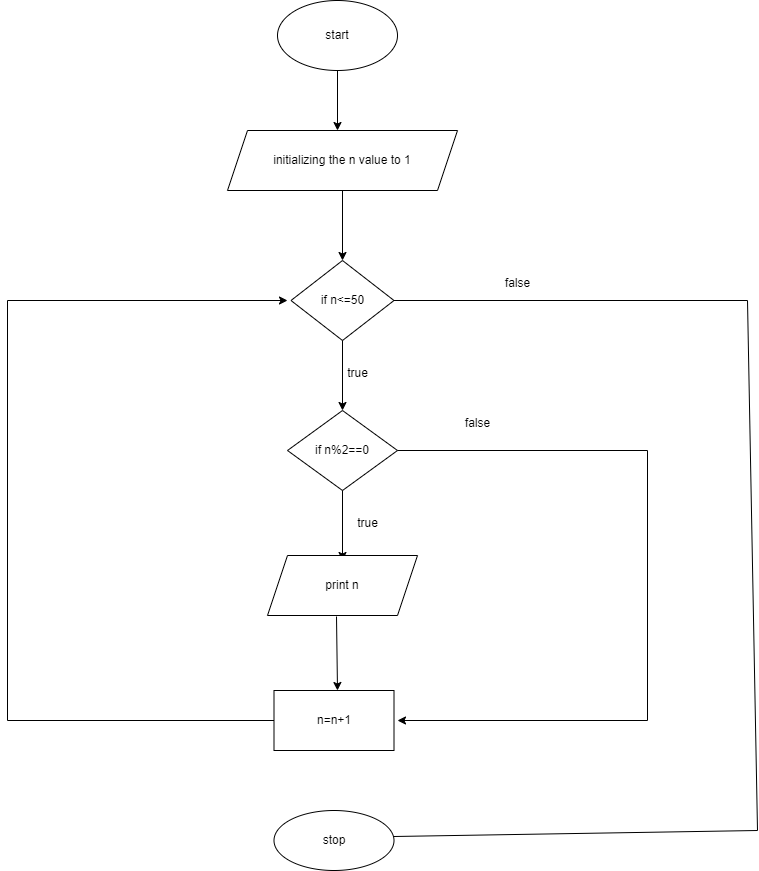 start
initializing the n value to 1
if n<=50
false
true
if n%2==0
false
true
print n
n=n+1
stop